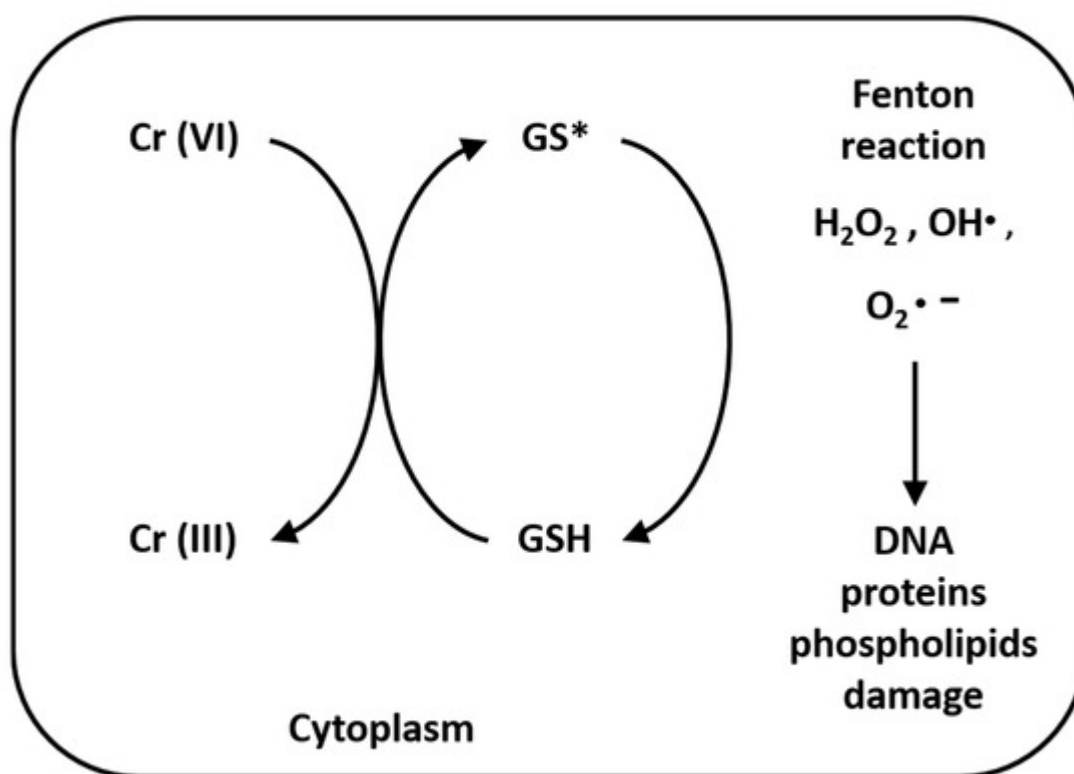 Cr (VI)
GS*
Fenton
reaction
H₂O₂ , OH• ,
O₂• −
Cr (III)
GSH
DNA
proteins
phospholipids
damage
Cytoplasm